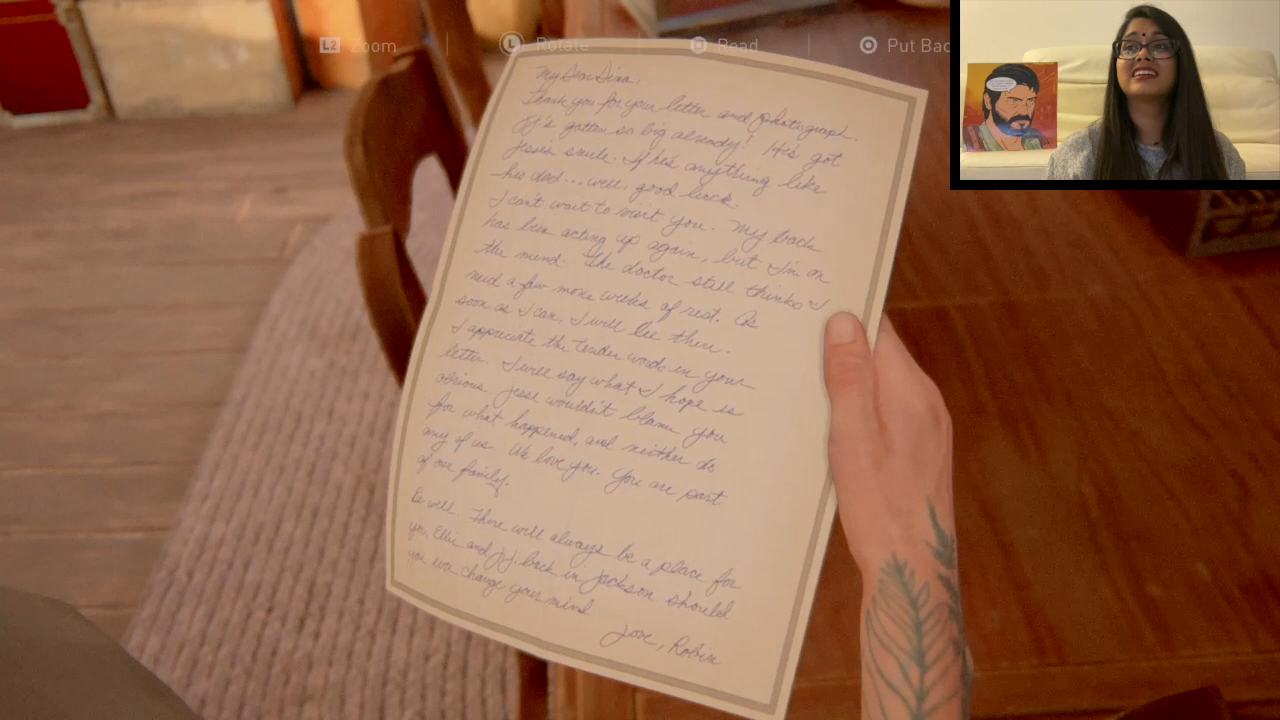 L2 Zoom
L Rotate
Read
Put Bac
My Dear Dina,
Thank you for your letter and photograph.
JJ's gotten so big already! He's got
Jesse's smile. If he's anything like
his dad... well, good luck.
I can't wait to visit you. My back
has been acting up again, but I'm on
the mend. The doctor still thinks I
need a few more weeks of rest. As
soon as I can, I will be there.
I appreciate the tender words in your
letter. I will say what I hope is
obvious. Jesse wouldn't blame you
for what happened, and neither do
any of us. We love you. You are part
of our family.
Be well. There will always be a place for
you, Ellie and JJ. back in Jackson should
you ever change your mind
Love, Robin